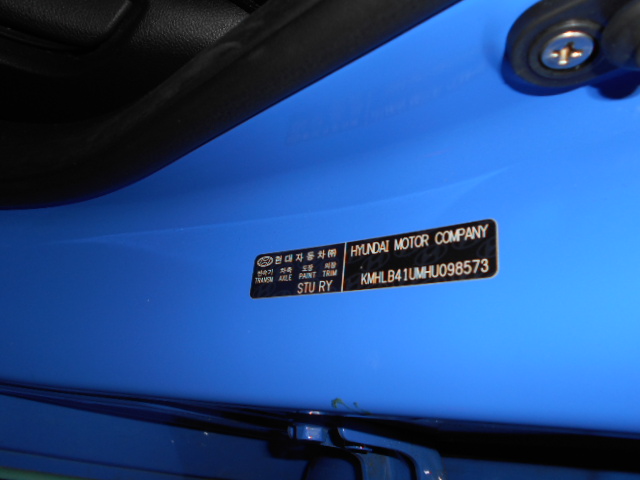 현대자동차㈜
변속기 차축 도장 의장
TRANSM AXLE PAINT TRIM
STU RY
HYUNDAI MOTOR COMPANY
KMHLB41UMHU098573